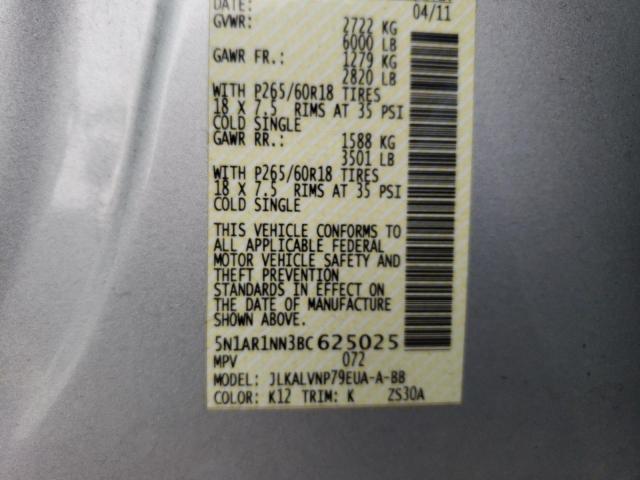 DATE: 04/11
GVWR: 2722 KG
6000 LB
GAWR FR.: 1279 KG
2820 LB
WITH P265/60R18 TIRES
18 X 7.5 RIMS AT 35 PSI
COLD SINGLE
GAWR RR.: 1588 KG
3501 LB
WITH P265/60R18 TIRES
18 X 7.5 RIMS AT 35 PSI
COLD SINGLE
THIS VEHICLE CONFORMS TO
ALL APPLICABLE FEDERAL
MOTOR VEHICLE SAFETY AND
THEFT PREVENTION
STANDARDS IN EFFECT ON
THE DATE OF MANUFACTURE
SHOWN ABOVE.
5N1AR1NN3BC625025
MPV 072
MODEL: JLKALVNP79EUA-A-BB
COLOR: K12 TRIM: K ZS30A